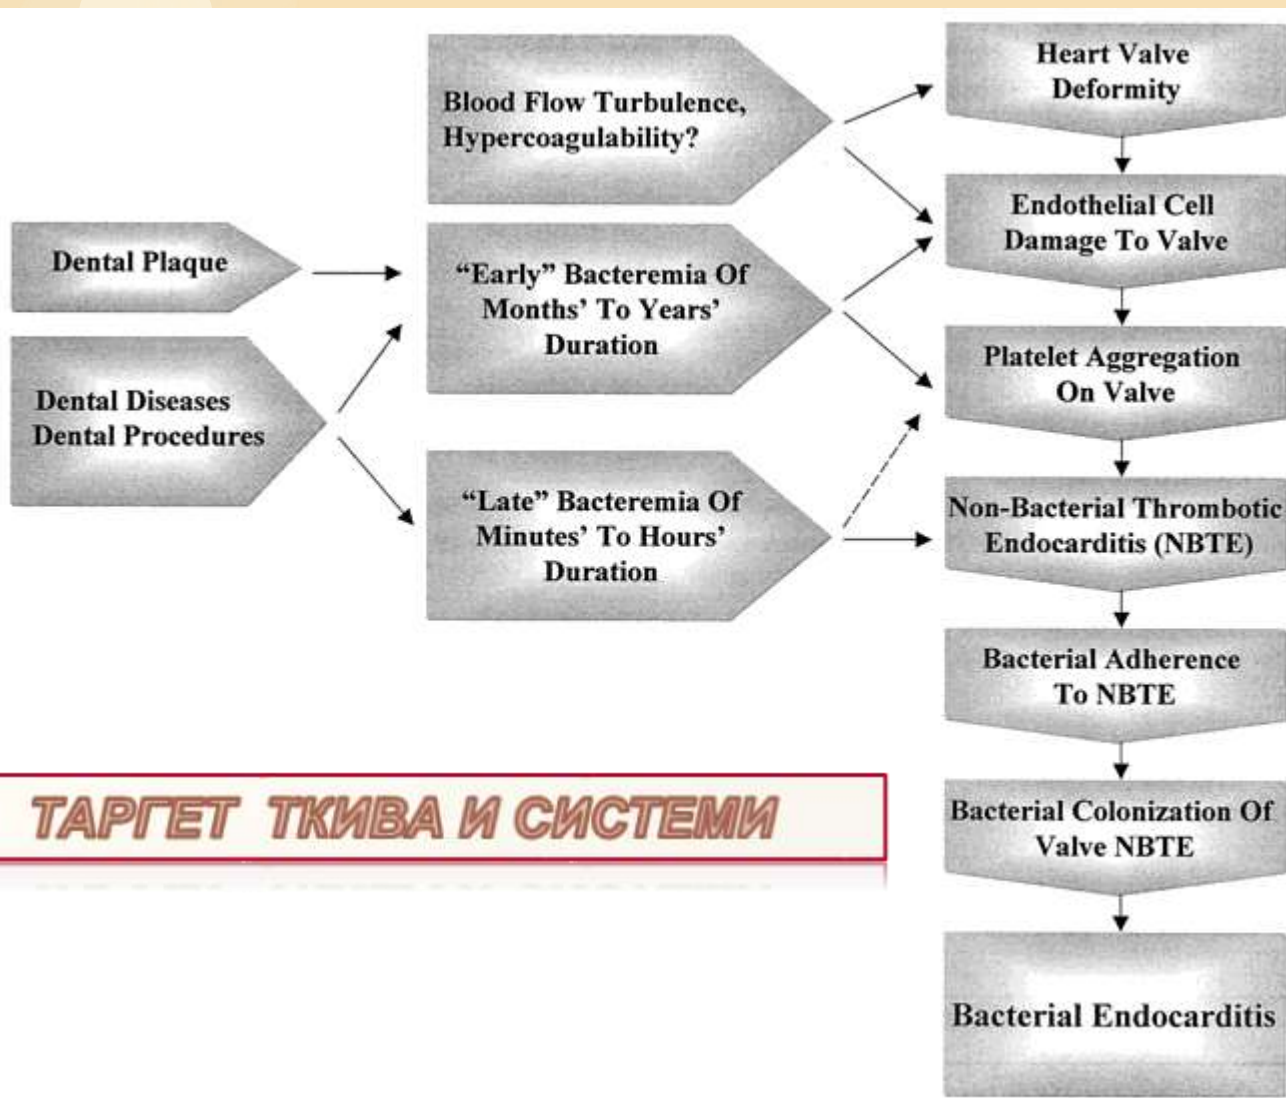 Blood Flow Turbulence,
Hypercoagulability?
Dental Plaque
“Early” Bacteremia Of
Months’ To Years’
Duration
Dental Diseases
Dental Procedures
“Late” Bacteremia Of
Minutes’ To Hours’
Duration
Heart Valve
Deformity
Endothelial Cell
Damage To Valve
Platelet Aggregation
On Valve
Non-Bacterial Thrombotic
Endocarditis (NBTE)
Bacterial Adherence
To NBTE
Bacterial Colonization Of
Valve NBTE
Bacterial Endocarditis
ТАРГЕТ ТКИВА И СИСТЕМИ